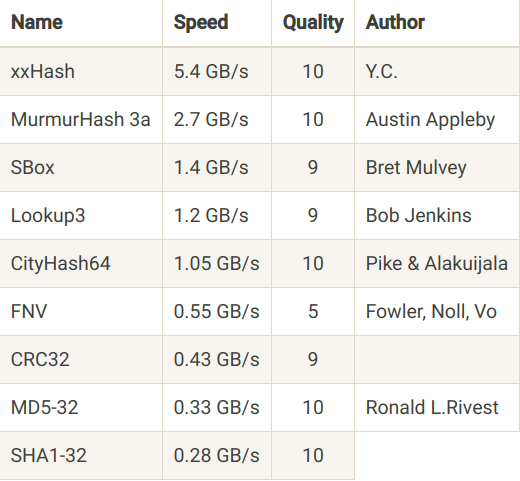 Name Speed Quality Author
xxHash 5.4 GB/s 10 Y.C.
MurmurHash 3a 2.7 GB/s 10 Austin Appleby
SBox 1.4 GB/s 9 Bret Mulvey
Lookup3 1.2 GB/s 9 Bob Jenkins
CityHash64 1.05 GB/s 10 Pike & Alakuijala
FNV 0.55 GB/s 5 Fowler, Noll, Vo
CRC32 0.43 GB/s 9
MD5-32 0.33 GB/s 10 Ronald L.Rivest
SHA1-32 0.28 GB/s 10